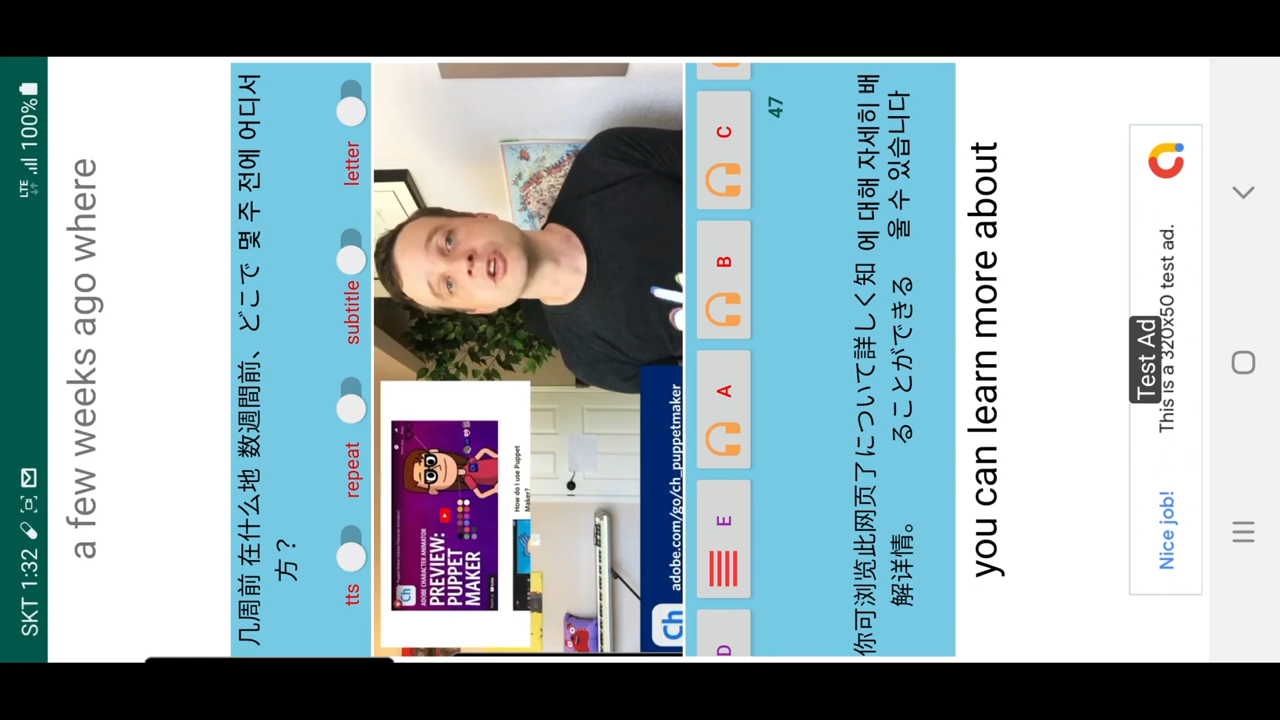 SKT 1:32
LTE 100%
a few weeks ago where
几周前 在什么地 数週間前、どこで 몇 주 전에 어디서
方？
tts repeat subtitle letter
Ch
ADOBE CHARACTER ANIMATOR
PREVIEW:
PUPPET
MAKER
How do I use Puppet
Maker?
Ch adobe.com/go/ch_puppetmaker
D E A B C
47
你可浏览此网页了について詳しく知 에 대해 자세히 배
解详情。 ることができる 울 수 있습니다
you can learn more about
Test Ad
Nice job! This is a 320x50 test ad.